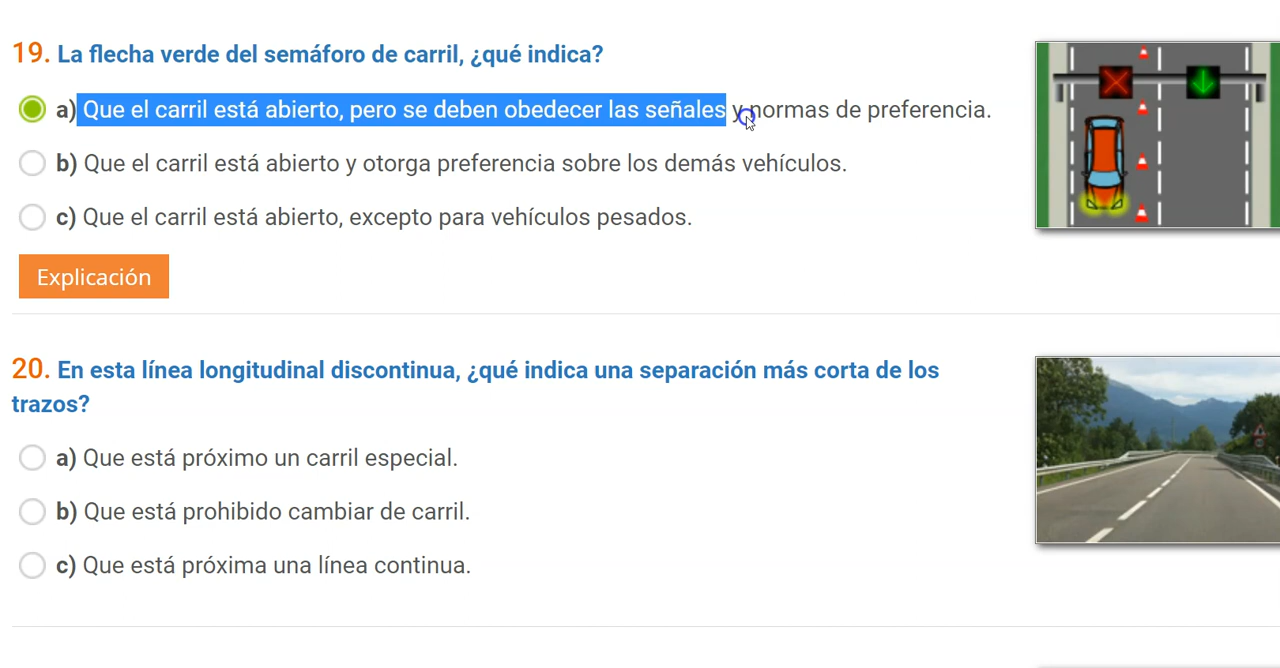 19. La flecha verde del semáforo de carril, ¿qué indica?
a) Que el carril está abierto, pero se deben obedecer las señales y normas de preferencia.
b) Que el carril está abierto y otorga preferencia sobre los demás vehículos.
c) Que el carril está abierto, excepto para vehículos pesados.
Explicación
20. En esta línea longitudinal discontinua, ¿qué indica una separación más corta de los
trazos?
a) Que está próximo un carril especial.
b) Que está prohibido cambiar de carril.
c) Que está próxima una línea continua.